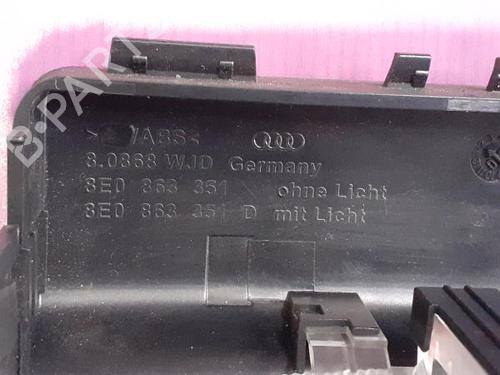 B-PARTS
/ABS<
8.0868 WJD Germany
8E0 863 351 ohne Licht
8E0 863 351 D mit Licht